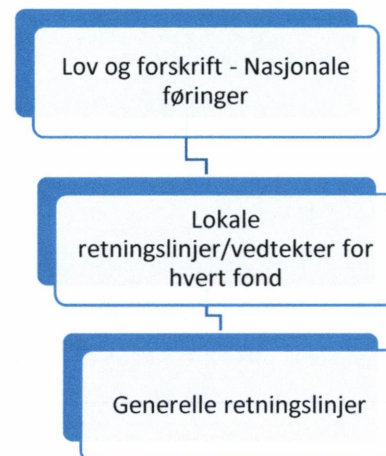 Lov og forskrift - Nasjonale
føringer
Lokale
retningslinjer/vedtekter for
hvert fond
Generelle retningslinjer